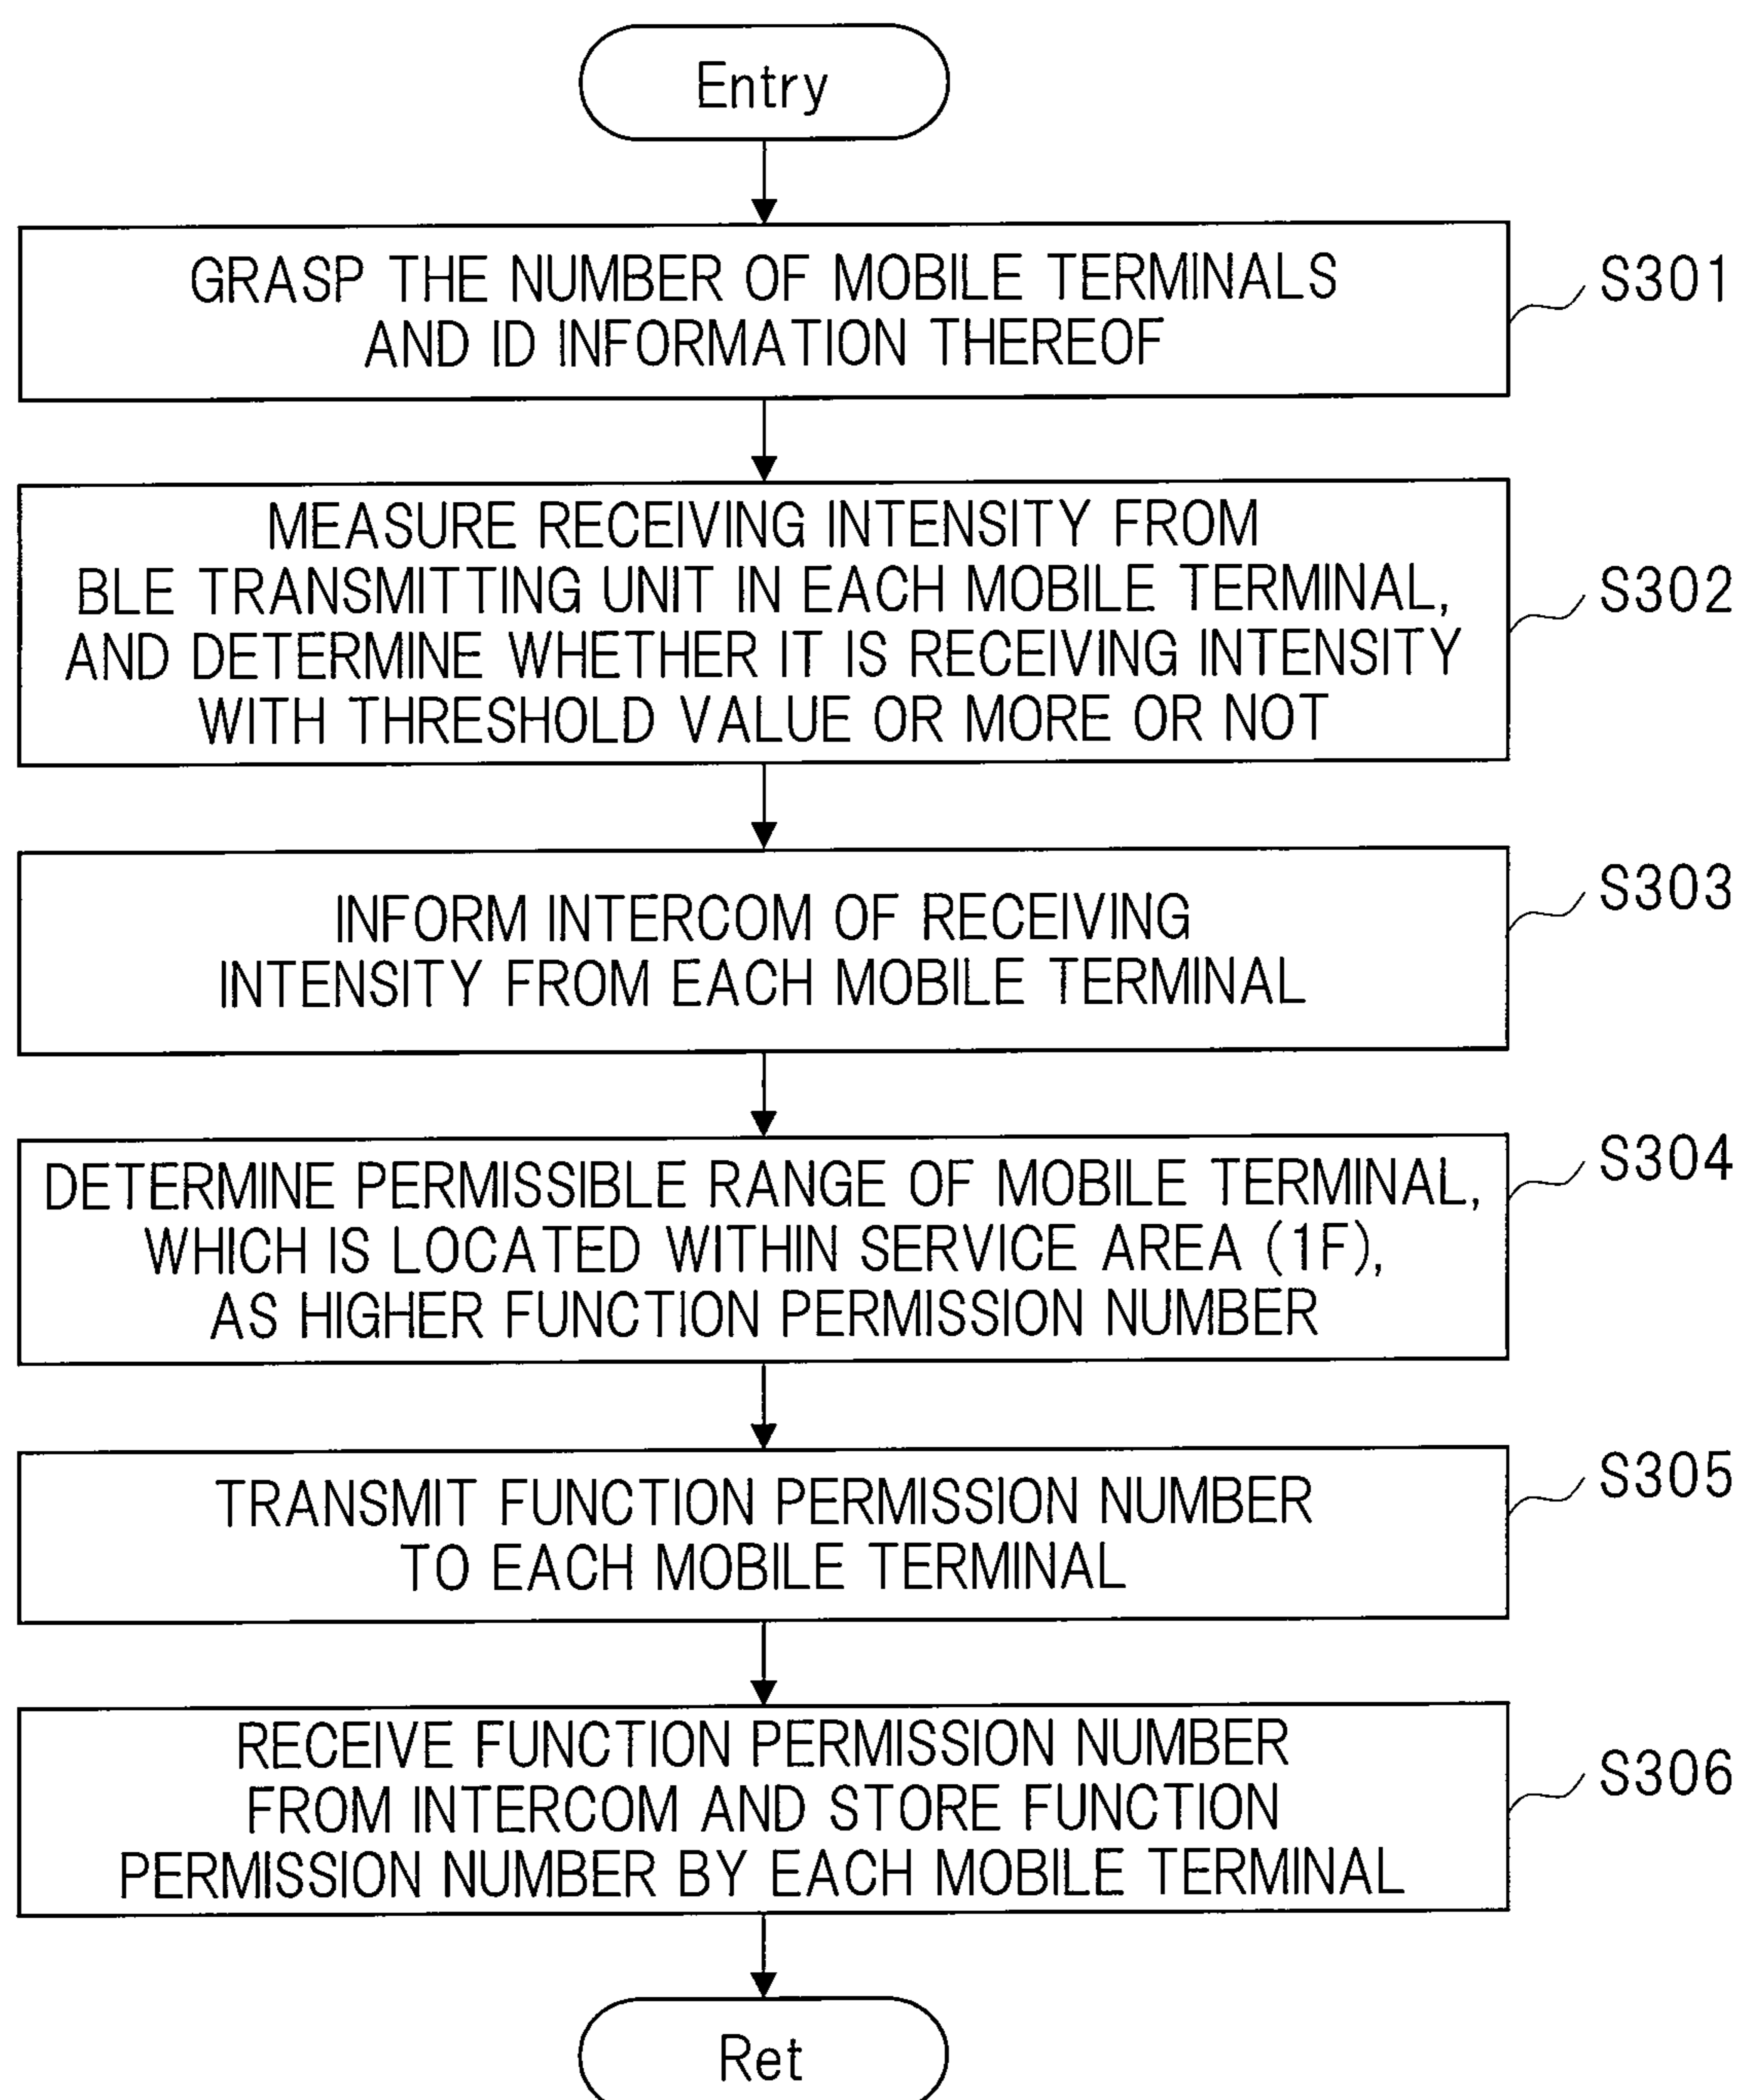 Entry
GRASP THE NUMBER OF MOBILE TERMINALS
AND ID INFORMATION THEREOF
S301
MEASURE RECEIVING INTENSITY FROM
BLE TRANSMITTING UNIT IN EACH MOBILE TERMINAL,
AND DETERMINE WHETHER IT IS RECEIVING INTENSITY
WITH THRESHOLD VALUE OR MORE OR NOT
S302
INFORM INTERCOM OF RECEIVING
INTENSITY FROM EACH MOBILE TERMINAL
S303
DETERMINE PERMISSIBLE RANGE OF MOBILE TERMINAL,
WHICH IS LOCATED WITHIN SERVICE AREA (1F),
AS HIGHER FUNCTION PERMISSION NUMBER
S304
TRANSMIT FUNCTION PERMISSION NUMBER
TO EACH MOBILE TERMINAL
S305
RECEIVE FUNCTION PERMISSION NUMBER
FROM INTERCOM AND STORE FUNCTION
PERMISSION NUMBER BY EACH MOBILE TERMINAL
S306
Ret